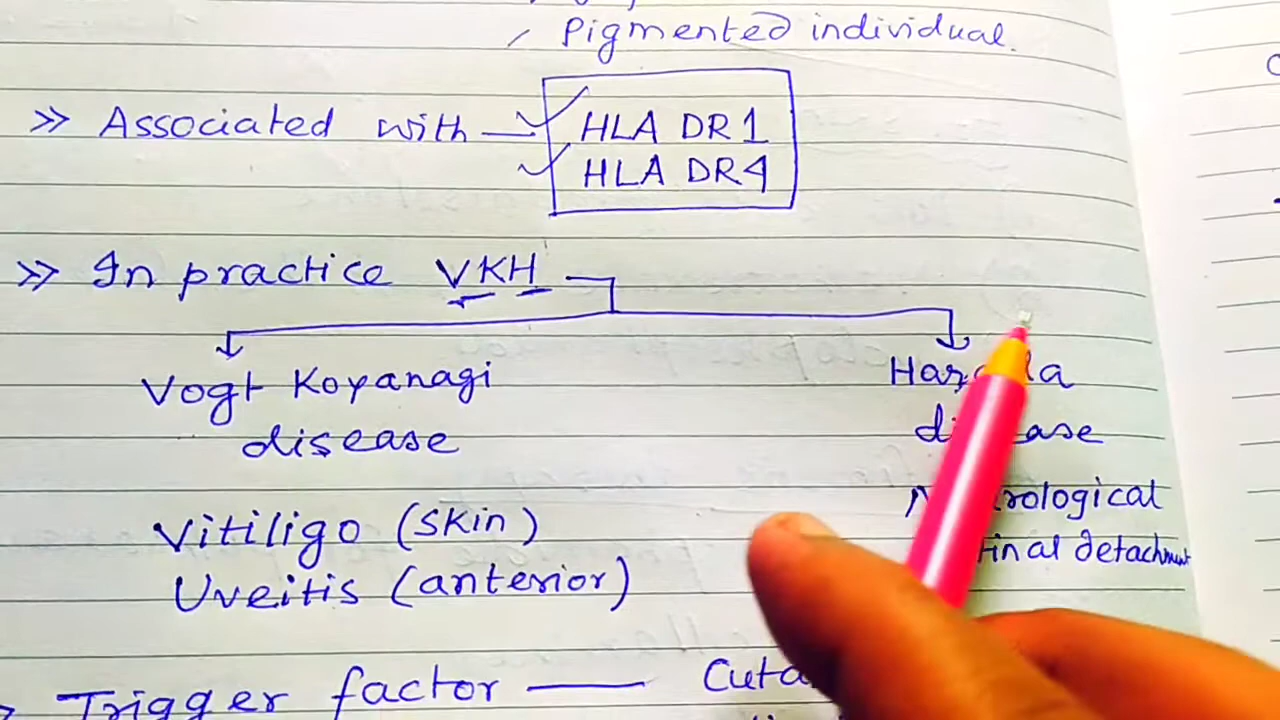 Pigmented individual.
>> Associated with — HLA DR1
HLA DR4
>> In practice VKH
Vogt Koyanagi
disease
Vitiligo (skin)
Uveitis (anterior)
Trigger factor —